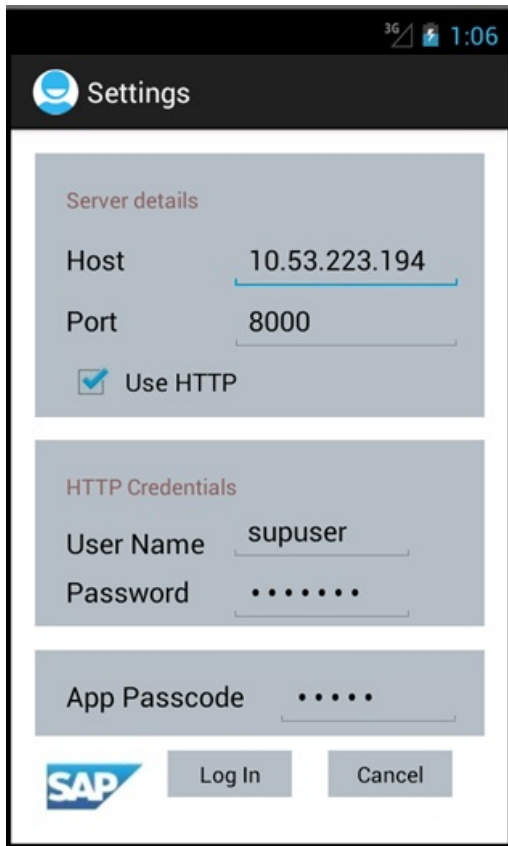 3G 1:06
Settings
Server details
Host 10.53.223.194
Port 8000
Use HTTP
HTTP Credentials
User Name supuser
Password •••••••
App Passcode •••••
SAP Log In Cancel